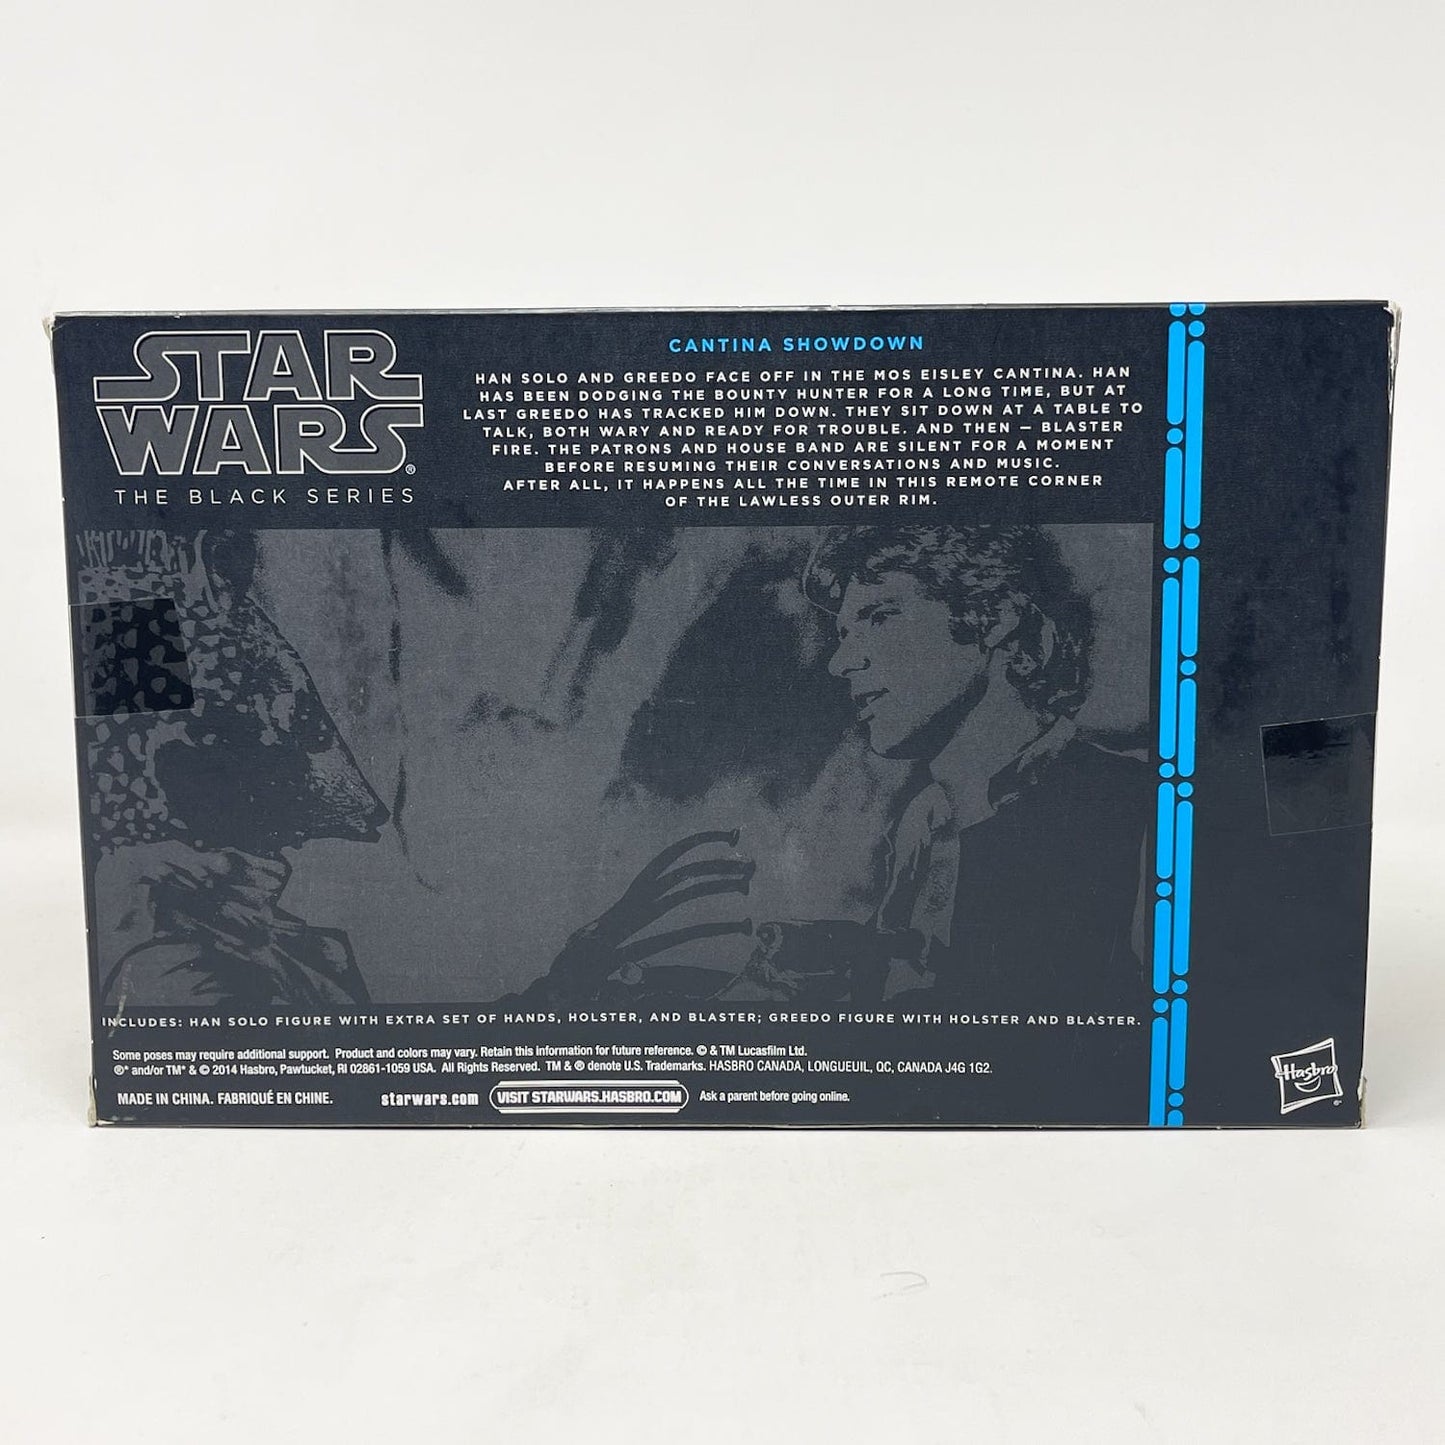 STAR
WARS®
THE BLACK SERIES
CANTINA SHOWDOWN
HAN SOLO AND GREEDO FACE OFF IN THE MOS EISLEY CANTINA. HAN
HAS BEEN DODGING THE BOUNTY HUNTER FOR A LONG TIME, BUT AT
LAST GREEDO HAS TRACKED HIM DOWN. THEY SIT DOWN AT A TABLE TO
TALK, BOTH WARY AND READY FOR TROUBLE. AND THEN – BLASTER
FIRE. THE PATRONS AND HOUSE BAND ARE SILENT FOR A MOMENT
BEFORE RESUMING THEIR CONVERSATIONS AND MUSIC.
AFTER ALL, IT HAPPENS ALL THE TIME IN THIS REMOTE CORNER
OF THE LAWLESS OUTER RIM.
INCLUDES: HAN SOLO FIGURE WITH EXTRA SET OF HANDS, HOLSTER, AND BLASTER; GREEDO FIGURE WITH HOLSTER AND BLASTER.
Some poses may require additional support. Product and colors may vary. Retain this information for future reference. © & TM Lucasfilm Ltd.
®* and/or TM* & © 2014 Hasbro, Pawtucket, RI 02861-1059 USA. All Rights Reserved. TM & ® denote U.S. Trademarks. HASBRO CANADA, LONGUEUIL, QC, CANADA J4G 1G2.
MADE IN CHINA. FABRIQUÉ EN CHINE. starwars.com VISIT STARWARS.HASBRO.COM Ask a parent before going online.
Hasbro
®*